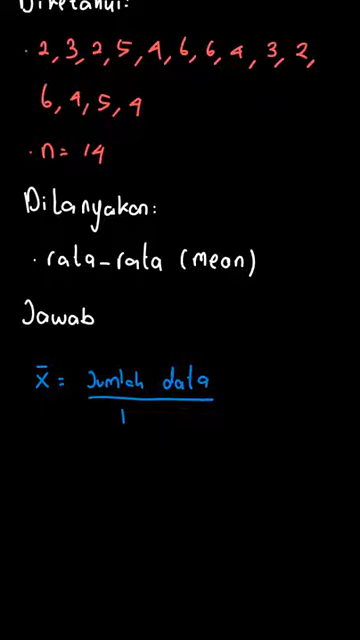 Diketahui:
• 2, 3, 2, 5, 4, 6, 6, 4, 3, 2,
6, 4, 5, 4
• n = 14
Ditanyakan:
• rata-rata (mean)
Jawab
x̄ = Jumlah data